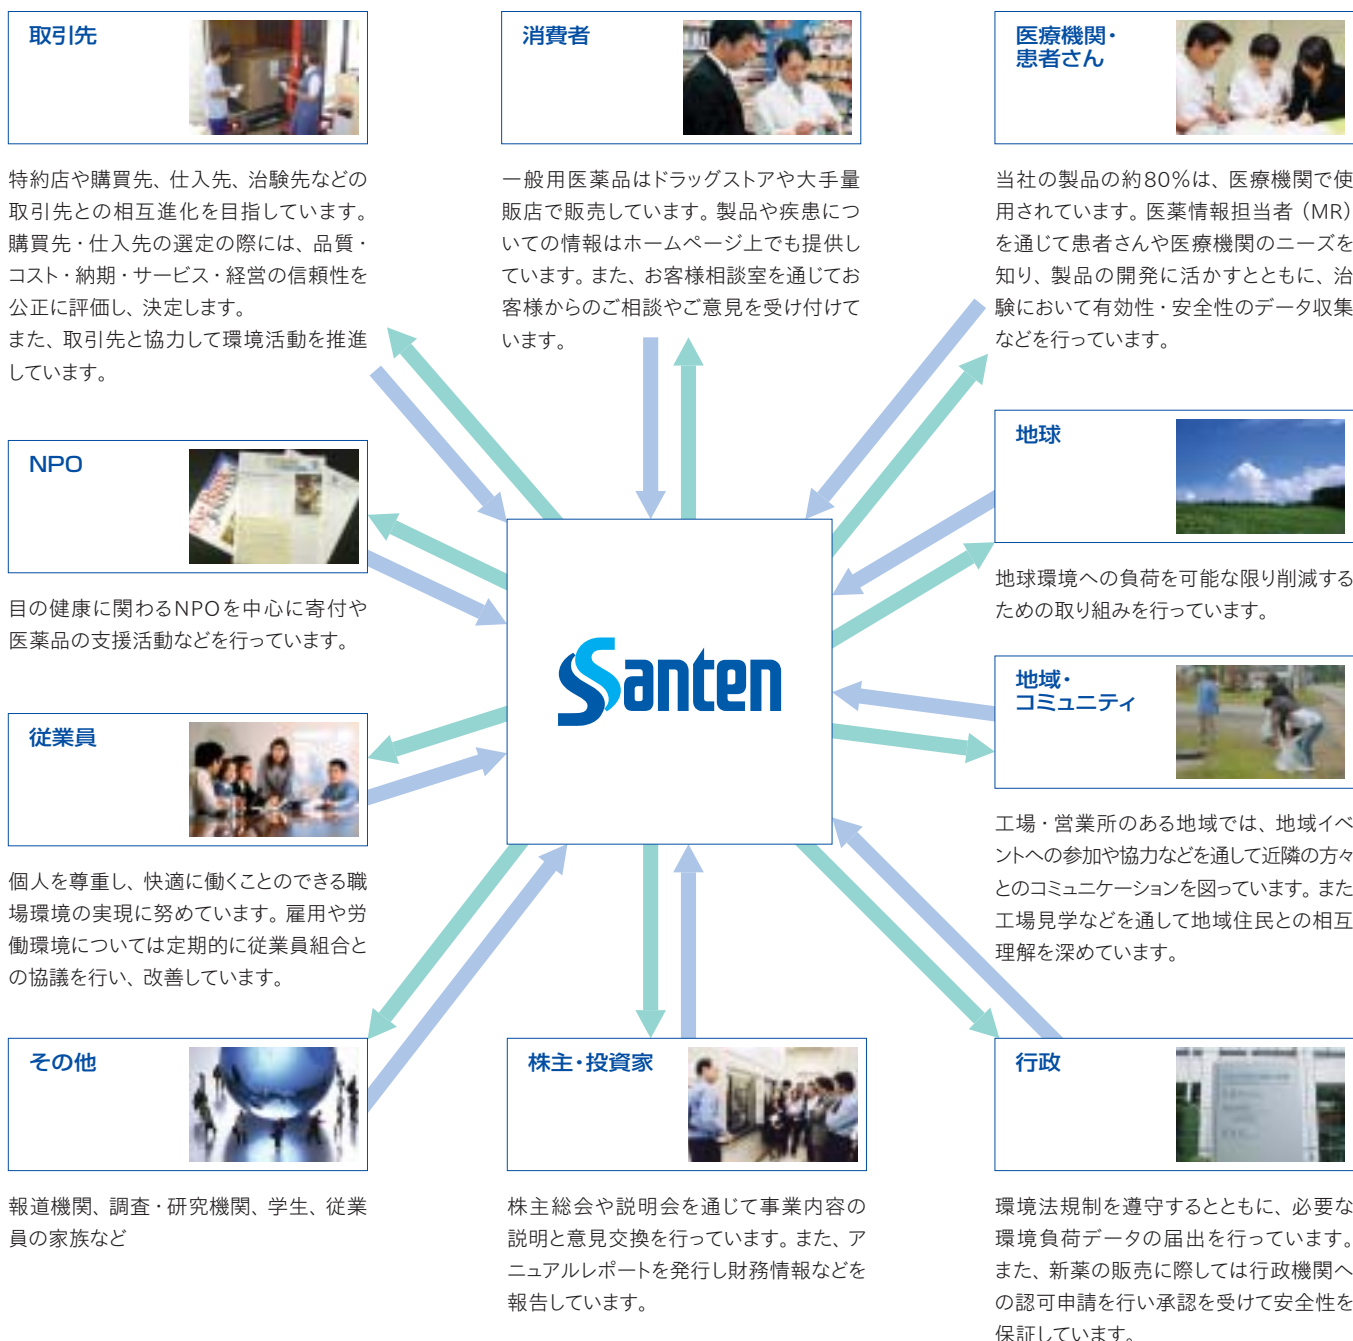 取引先
特約店や購買先、仕入先、治験先などの
取引先との相互進化を目指しています。
購買先・仕入先の選定の際には、品質・
コスト・納期・サービス・経営の信頼性を
公正に評価し、決定します。
また、取引先と協力して環境活動を推進
しています。
消費者
一般用医薬品はドラッグストアや大手量
販店で販売しています。製品や疾患につ
いての情報はホームページ上でも提供し
ています。また、お客様相談室を通じてお
客様からのご相談やご意見を受け付けて
います。
医療機関・
患者さん
当社の製品の約80%は、医療機関で使
用されています。医薬情報担当者（MR）
を通じて患者さんや医療機関のニーズを
知り、製品の開発に活かすとともに、治
験において有効性・安全性のデータ収集
などを行っています。
NPO
目の健康に関わるNPOを中心に寄付や
医薬品の支援活動などを行っています。
地球
地球環境への負荷を可能な限り削減する
ための取り組みを行っています。
Santen
従業員
個人を尊重し、快適に働くことのできる職
場環境の実現に努めています。雇用や労
働環境については定期的に従業員組合と
の協議を行い、改善しています。
地域・
コミュニティ
工場・営業所のある地域では、地域イベ
ントへの参加や協力などを通して近隣の方々
とのコミュニケーションを図っています。また
工場見学などを通して地域住民との相互
理解を深めています。
その他
報道機関、調査・研究機関、学生、従業
員の家族など
株主・投資家
株主総会や説明会を通じて事業内容の
説明と意見交換を行っています。また、ア
ニュアルレポートを発行し財務情報などを
報告しています。
行政
環境法規制を遵守するとともに、必要な
環境負荷データの届出を行っています。
また、新薬の販売に際しては行政機関へ
の認可申請を行い承認を受けて安全性を
保証しています。